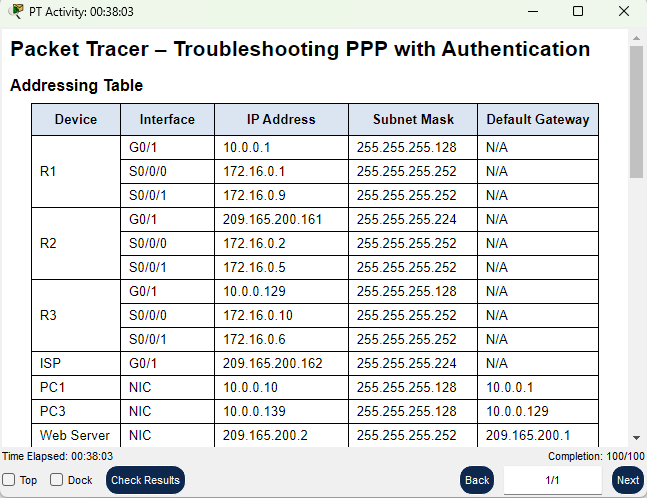 PT Activity: 00:38:03
Packet Tracer – Troubleshooting PPP with Authentication
Addressing Table
Device Interface IP Address Subnet Mask Default Gateway
R1 G0/1 10.0.0.1 255.255.255.128 N/A
S0/0/0 172.16.0.1 255.255.255.252 N/A
S0/0/1 172.16.0.9 255.255.255.252 N/A
R2 G0/1 209.165.200.161 255.255.255.224 N/A
S0/0/0 172.16.0.2 255.255.255.252 N/A
S0/0/1 172.16.0.5 255.255.255.252 N/A
R3 G0/1 10.0.0.129 255.255.255.128 N/A
S0/0/0 172.16.0.10 255.255.255.252 N/A
S0/0/1 172.16.0.6 255.255.255.252 N/A
ISP G0/1 209.165.200.162 255.255.255.224 N/A
PC1 NIC 10.0.0.10 255.255.255.128 10.0.0.1
PC3 NIC 10.0.0.139 255.255.255.128 10.0.0.129
Web Server NIC 209.165.200.2 255.255.255.252 209.165.200.1
Time Elapsed: 00:38:03 Completion: 100/100
Top Dock Check Results Back 1/1 Next